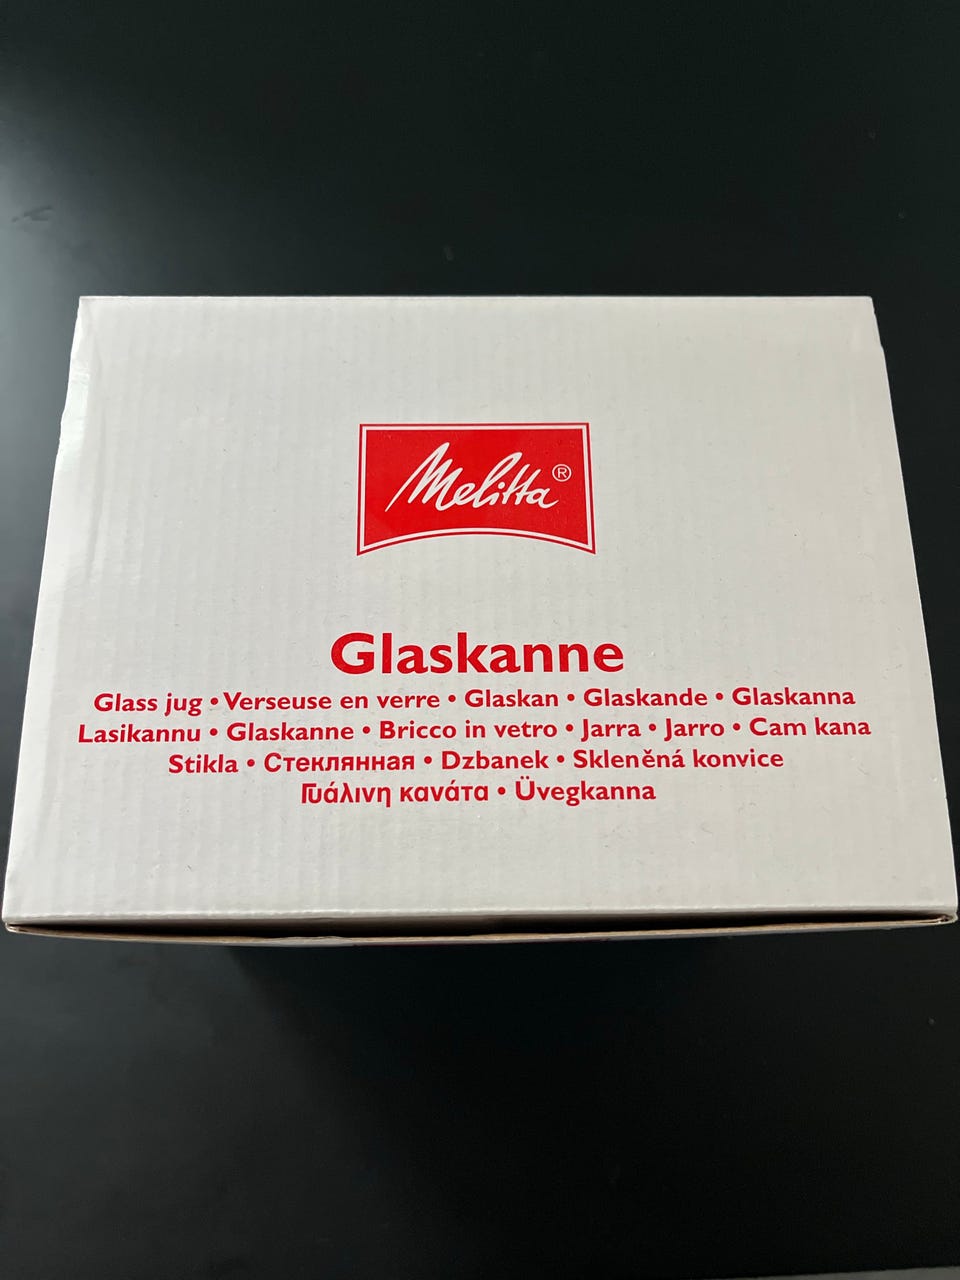 Melitta®
Glaskanne
Glass jug • Verseuse en verre • Glaskan • Glaskande • Glaskanna
Lasikannu • Glaskanne • Bricco in vetro • Jarra • Jarro • Cam kana
Stikla • Стеклянная • Dzbanek • Skleněná konvice
Γυάλινη κανάτα • Üvegkanna